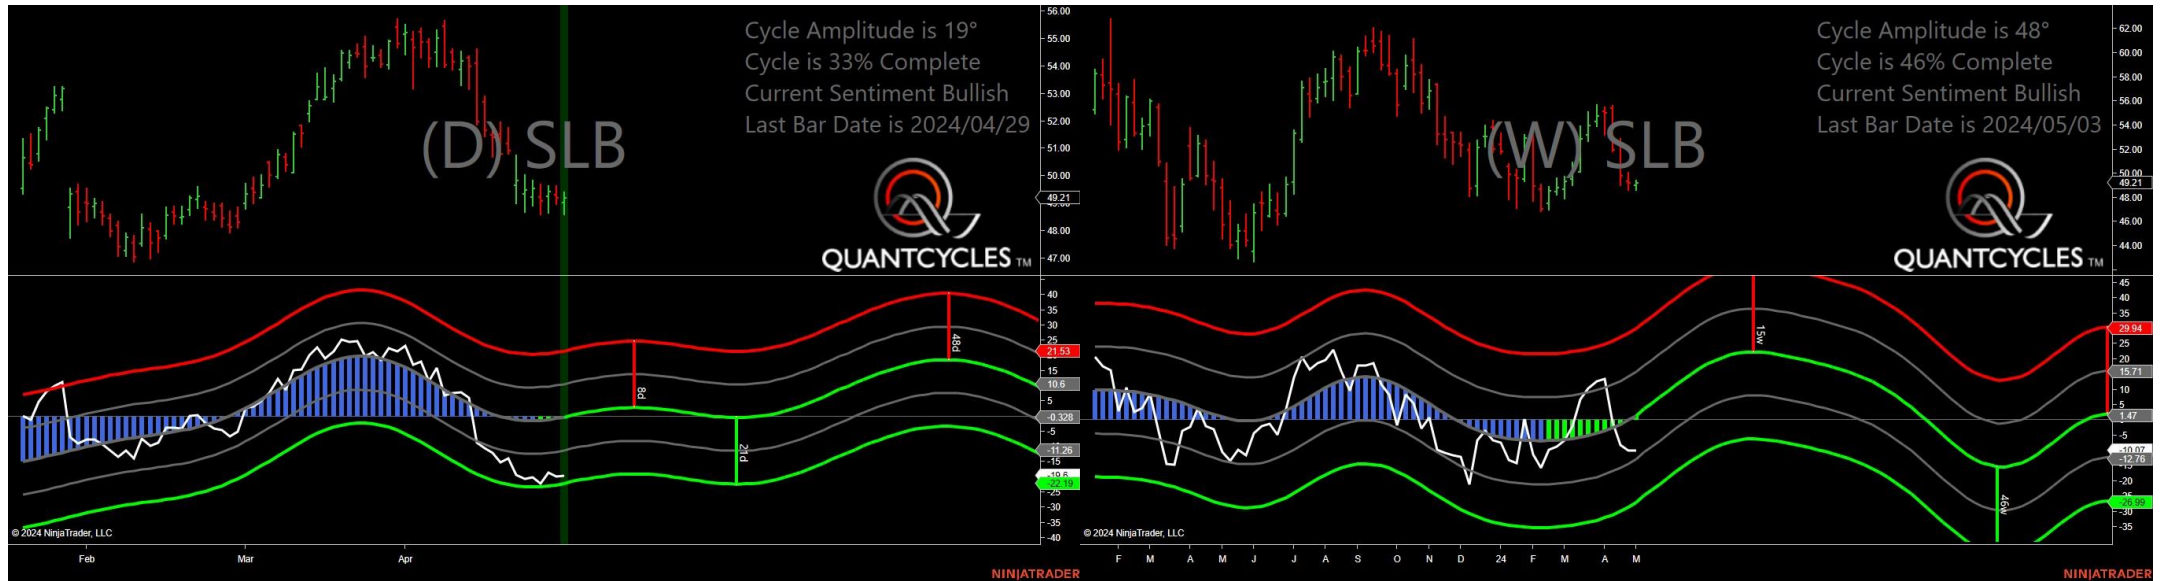 Cycle Amplitude is 19°
Cycle is 33% Complete
Current Sentiment Bullish
Last Bar Date is 2024/04/29
(D) SLB
QUANTCYCLES TM
56.00
55.00
54.00
53.00
52.00
51.00
50.00
49.21
48.00
47.00
40
35
30
25
21.53
15
10.6
5
-0.328
-5
-11.26
-15
-19.6
-22.19
-25
-30
-35
-40
8d
21d
48d
© 2024 NinjaTrader, LLC
Feb Mar Apr
NINJATRADER
Cycle Amplitude is 48°
Cycle is 46% Complete
Current Sentiment Bullish
Last Bar Date is 2024/05/03
(W) SLB
QUANTCYCLES TM
62.00
60.00
58.00
56.00
54.00
52.00
50.00
49.21
48.00
46.00
44.00
45
40
35
29.94
25
20
15.71
10
5
1.47
-5
-10.07
-12.76
-20
-26.99
-30
-35
15w
46w
© 2024 NinjaTrader, LLC
F M A M J J A S O N D 24 F M A M
NINJATRADER